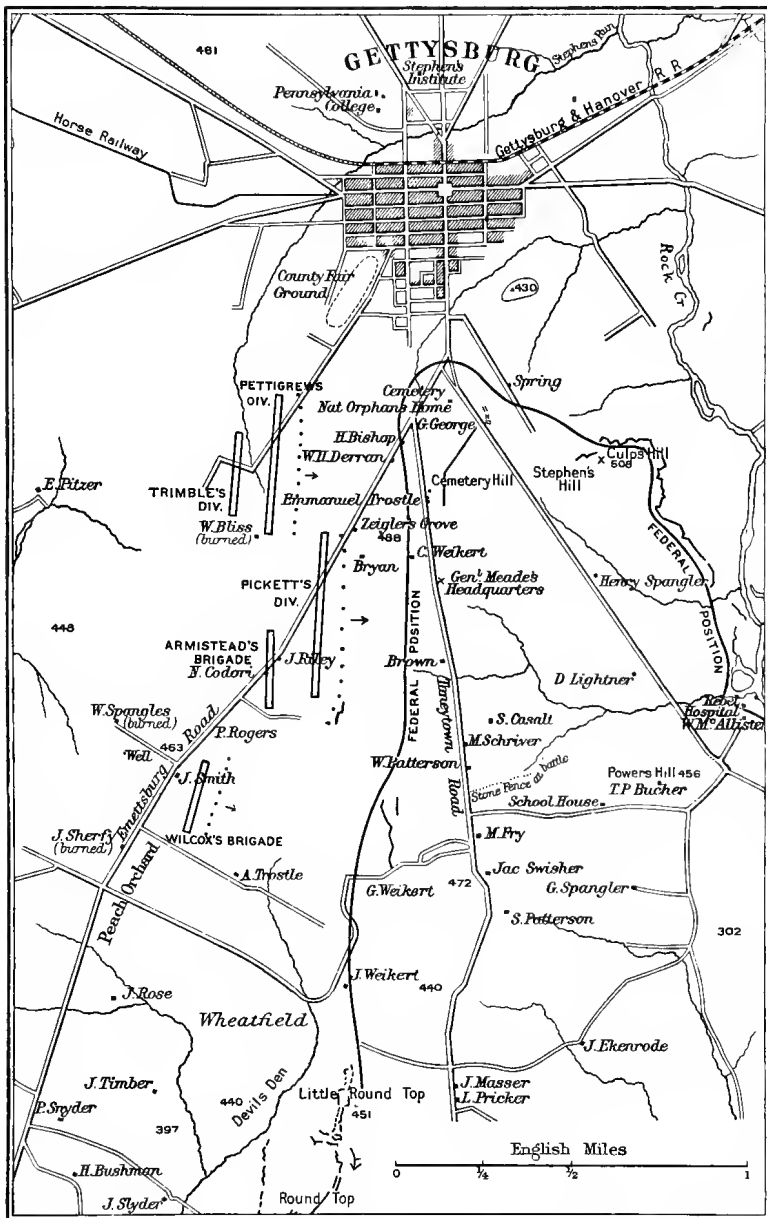 461
GETTYSBURG
Stephen's
Institute
Stephens Run
Pennsylvania
College
Gettysburg & Hanover R R
Horse Railway
Rock Cr
County Fair
Ground
430
PETTIGREW'S
DIV.
Cemetery
Spring
Nat Orphans Home
G. George
H. Bishop
W.H. Derran
Culps Hill
508
Stephen's
Hill
E. Pitzer
TRIMBLE'S
DIV.
Cemetery Hill
Emmanuel Trostle
W. Bliss
(burned)
Zeiglers Grove
488
FEDERAL
POSITION
Bryan
C. Weikert
PICKETT'S
DIV.
Genl. Meade's
Headquarters
Henry Spangler
448
FEDERAL POSITION
ARMISTEAD'S
BRIGADE
N. Codori
J. Riley
Brown
Taneytown
Road
D Lightner
Rebel
Hospital
W. Mc Allister
W. Spangles
(burned)
S. Casalt
P. Rogers
Well
463
Emettsburg Road
M. Schriver
J. Smith
W. Patterson
Stone Fence at battle
Powers Hill 456
T. P Bucher
School House
J. Sherfy
(burned)
WILCOX'S BRIGADE
M. Fry
Peach Orchard
A. Trostle
Jac Swisher
G. Weikert
472
G. Spangler
S. Patterson
302
J. Weikert
440
J. Rose
Wheatfield
J. Ekenrode
J. Timber
440
Devils Den
Little Round Top
451
J. Masser
L. Pricker
P. Snyder
397
English Miles
0 ¼ ½ 1
H. Bushman
J. Slyder
Round Top